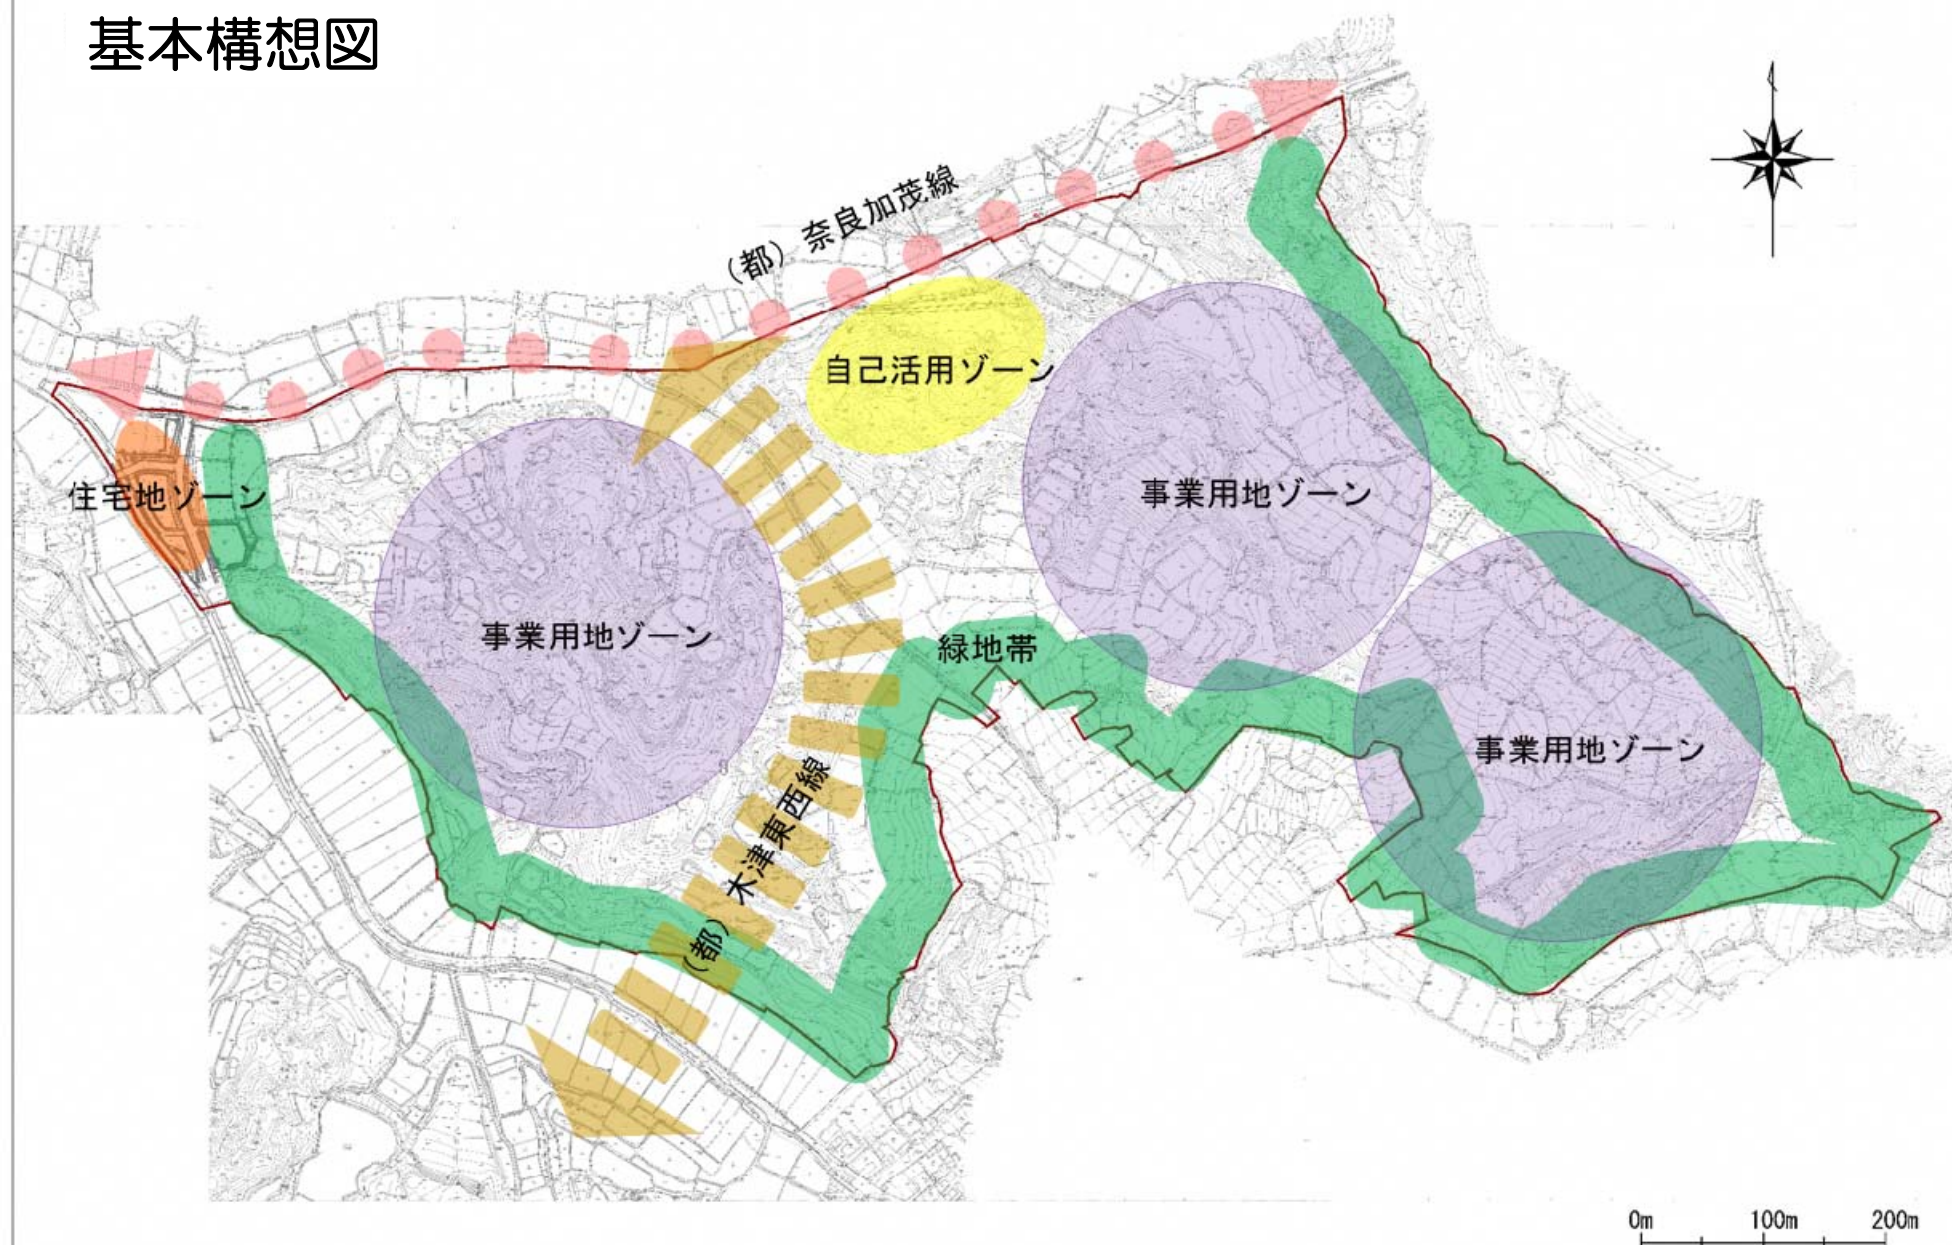 基本構想図
（都）奈良加茂線
自己活用ゾーン
住宅地ゾーン
事業用地ゾーン
事業用地ゾーン
緑地帯
事業用地ゾーン
（都）木津東西線
0m 100m 200m